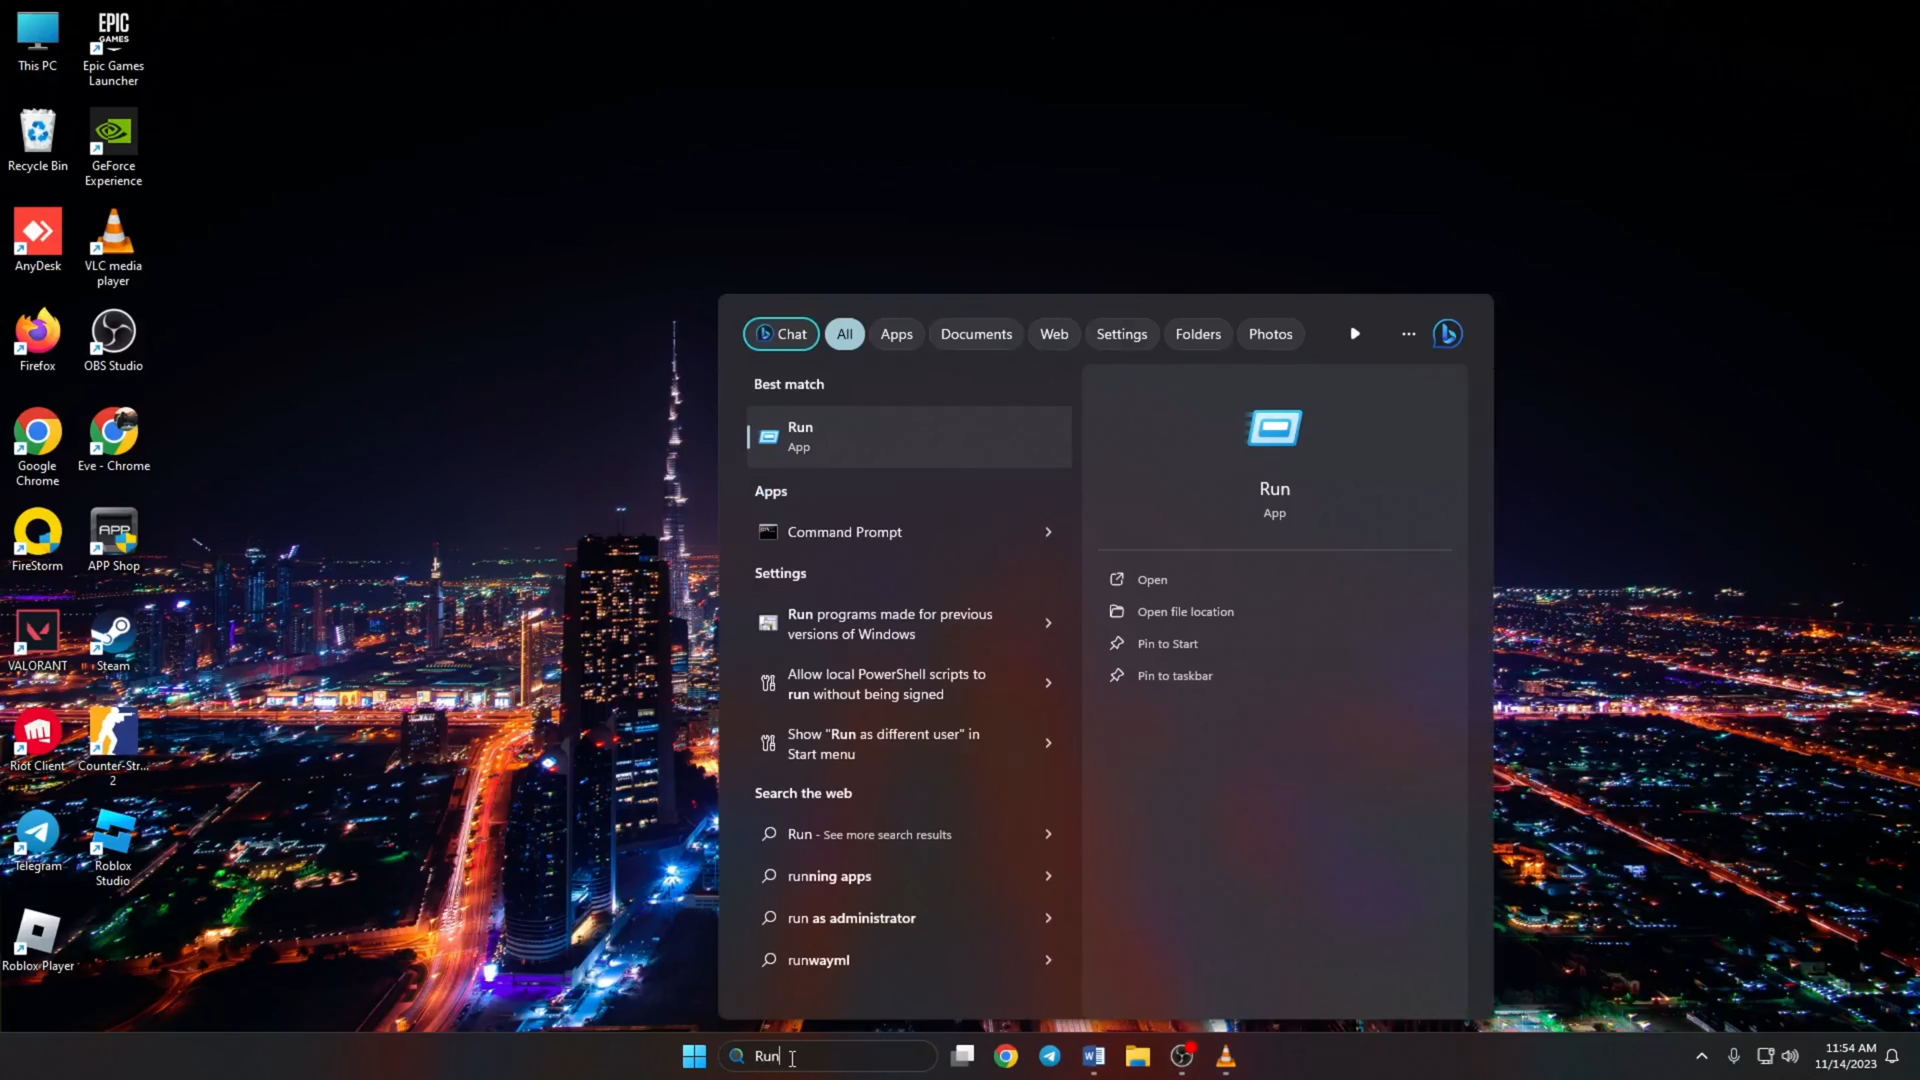 This PC
EPIC
GAMES
Epic Games
Launcher
Recycle Bin
GeForce
Experience
AnyDesk
VLC media
player
Firefox
OBS Studio
Google
Chrome
Eve - Chrome
FireStorm
APP
APP Shop
VALORANT
Steam
Riot Client
Counter-Str...
2
Telegram
Roblox
Studio
Roblox Player
Chat
All
Apps
Documents
Web
Settings
Folders
Photos
Best match
Run
App
Apps
Command Prompt
Settings
Run programs made for previous
versions of Windows
Allow local PowerShell scripts to
run without being signed
Show "Run as different user" in
Start menu
Search the web
Run - See more search results
running apps
run as administrator
runwayml
Run
App
Open
Open file location
Pin to Start
Pin to taskbar
Run
11:54 AM
11/14/2023